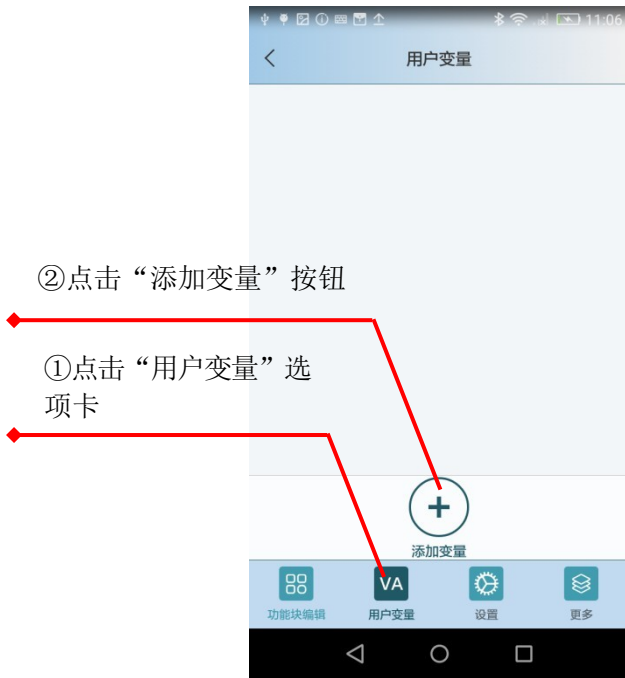 11:06
用户变量
②点击“添加变量”按钮
①点击“用户变量”选
项卡
添加变量
VA
功能块编辑 用户变量 设置 更多